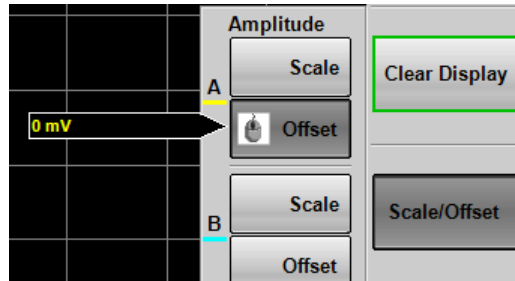 Amplitude
Scale
Clear Display
A
0 mV
Offset
Scale
Scale/Offset
B
Offset